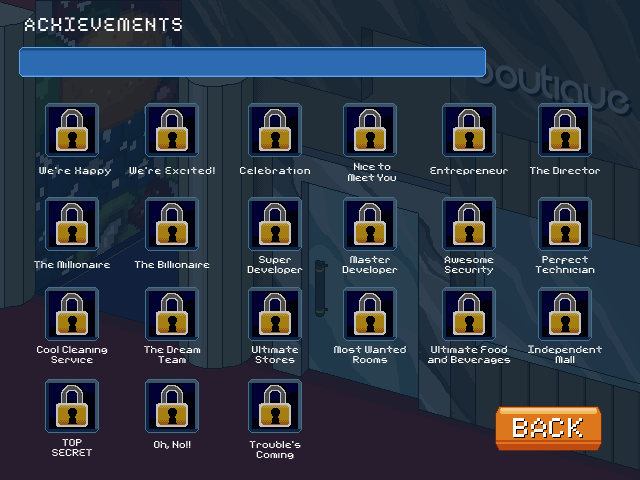 ACHIEVEMENTS
boutique
We're Happy
We're Excited!
Celebration
Nice to
Meet You
Entrepreneur
The Director
The Millionaire
The Billionaire
Super
Developer
Master
Developer
Awesome
Security
Perfect
Technician
Cool Cleaning
Service
The Dream
Team
Ultimate
Stores
Most Wanted
Rooms
Ultimate Food
and Beverages
Independent
Mall
TOP
SECRET
Oh, No!!
Trouble's
Coming
BACK